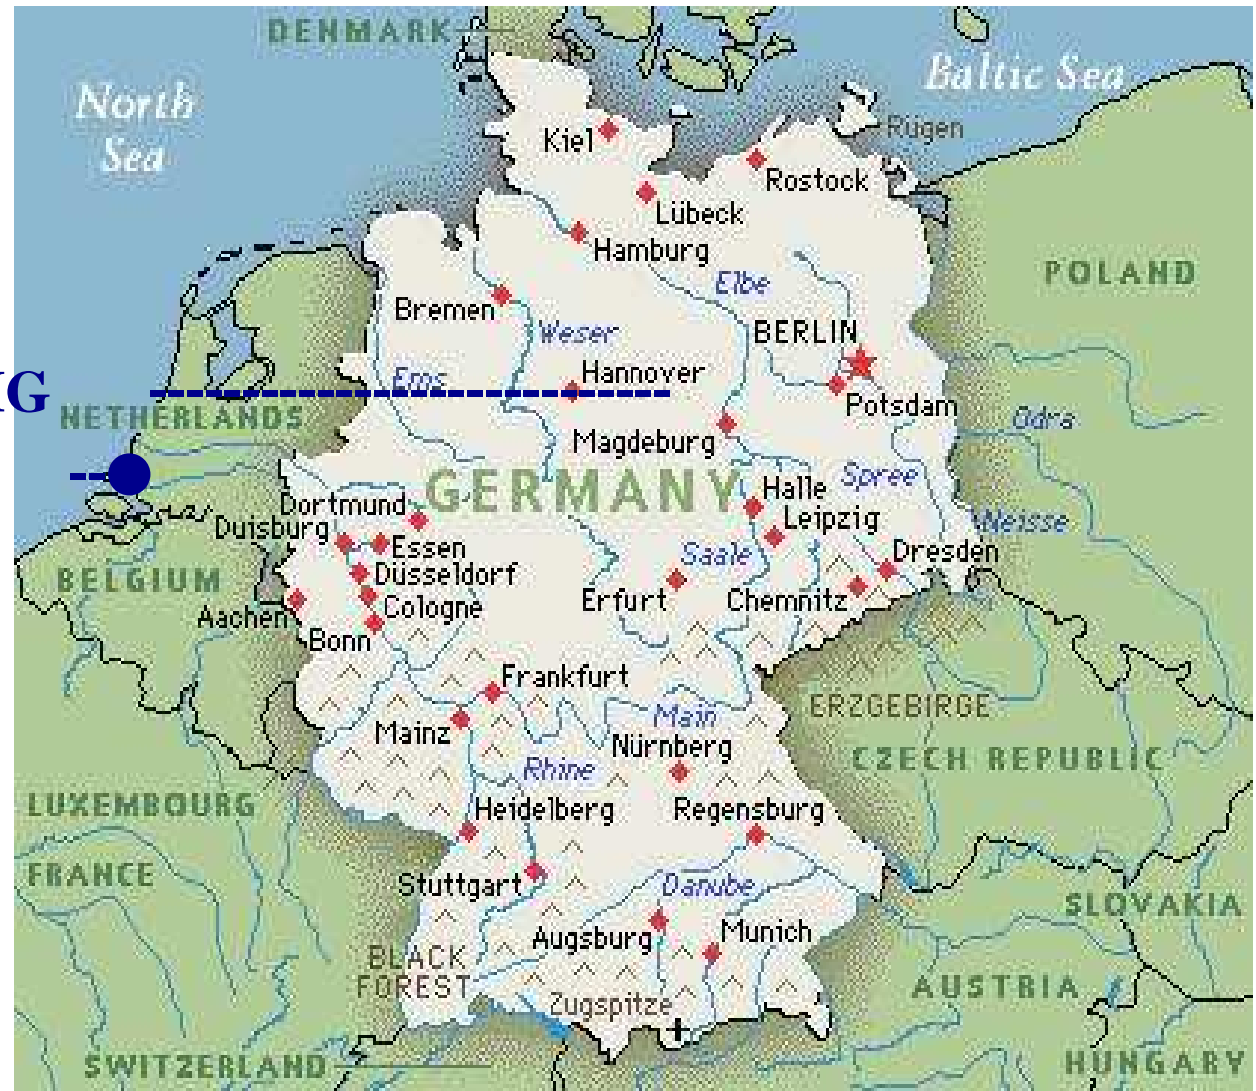 DENMARK
North
Sea
Baltic Sea
Rügen
Kiel
Rostock
Lübeck
Hamburg
POLAND
Elbe
Bremen
Weser
BERLIN
Hannover
Ems
KG
NETHERLANDS
Potsdam
Odra
Magdeburg
GERMANY
Spree
Halle
Dortmund
Leipzig
Duisburg
Neisse
Essen
Saale
Dresden
BELGIUM
Düsseldorf
Erfurt
Chemnitz
Cologne
Aachen
Bonn
Frankfurt
ERZGEBIRGE
Main
Mainz
Nürnberg
CZECH REPUBLIC
Rhine
LUXEMBOURG
Heidelberg
Regensburg
FRANCE
Stuttgart
Danube
SLOVAKIA
Augsburg
Munich
BLACK
FOREST
AUSTRIA
Zugspitze
SWITZERLAND
HUNGARY